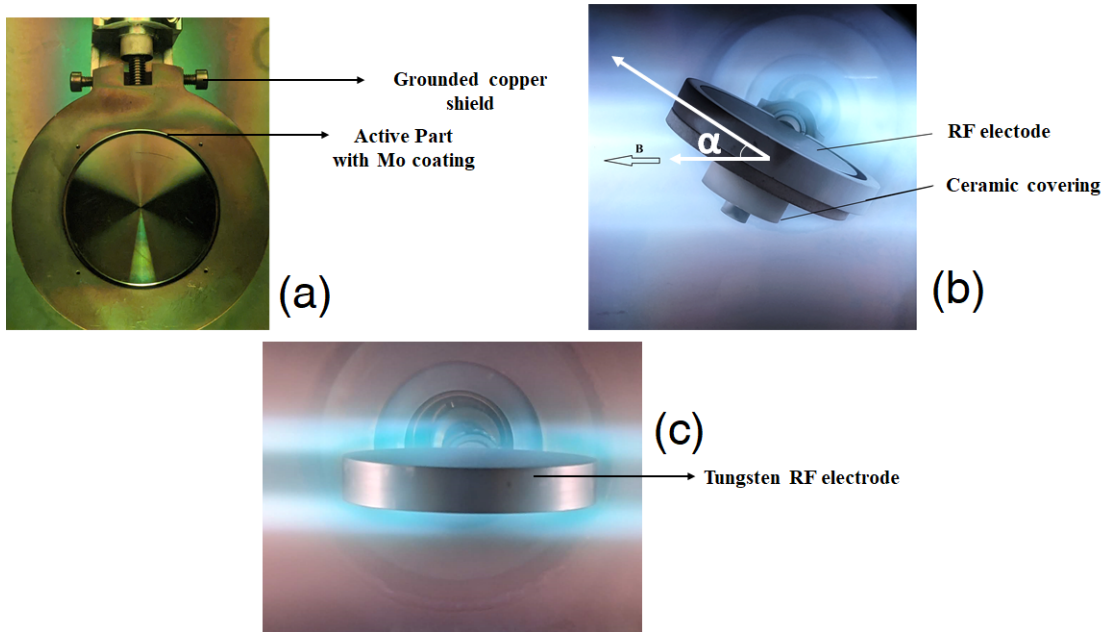 Grounded copper
shield
Active Part
with Mo coating
(a)
α
B
RF electode
Ceramic covering
(b)
(c)
Tungsten RF electrode